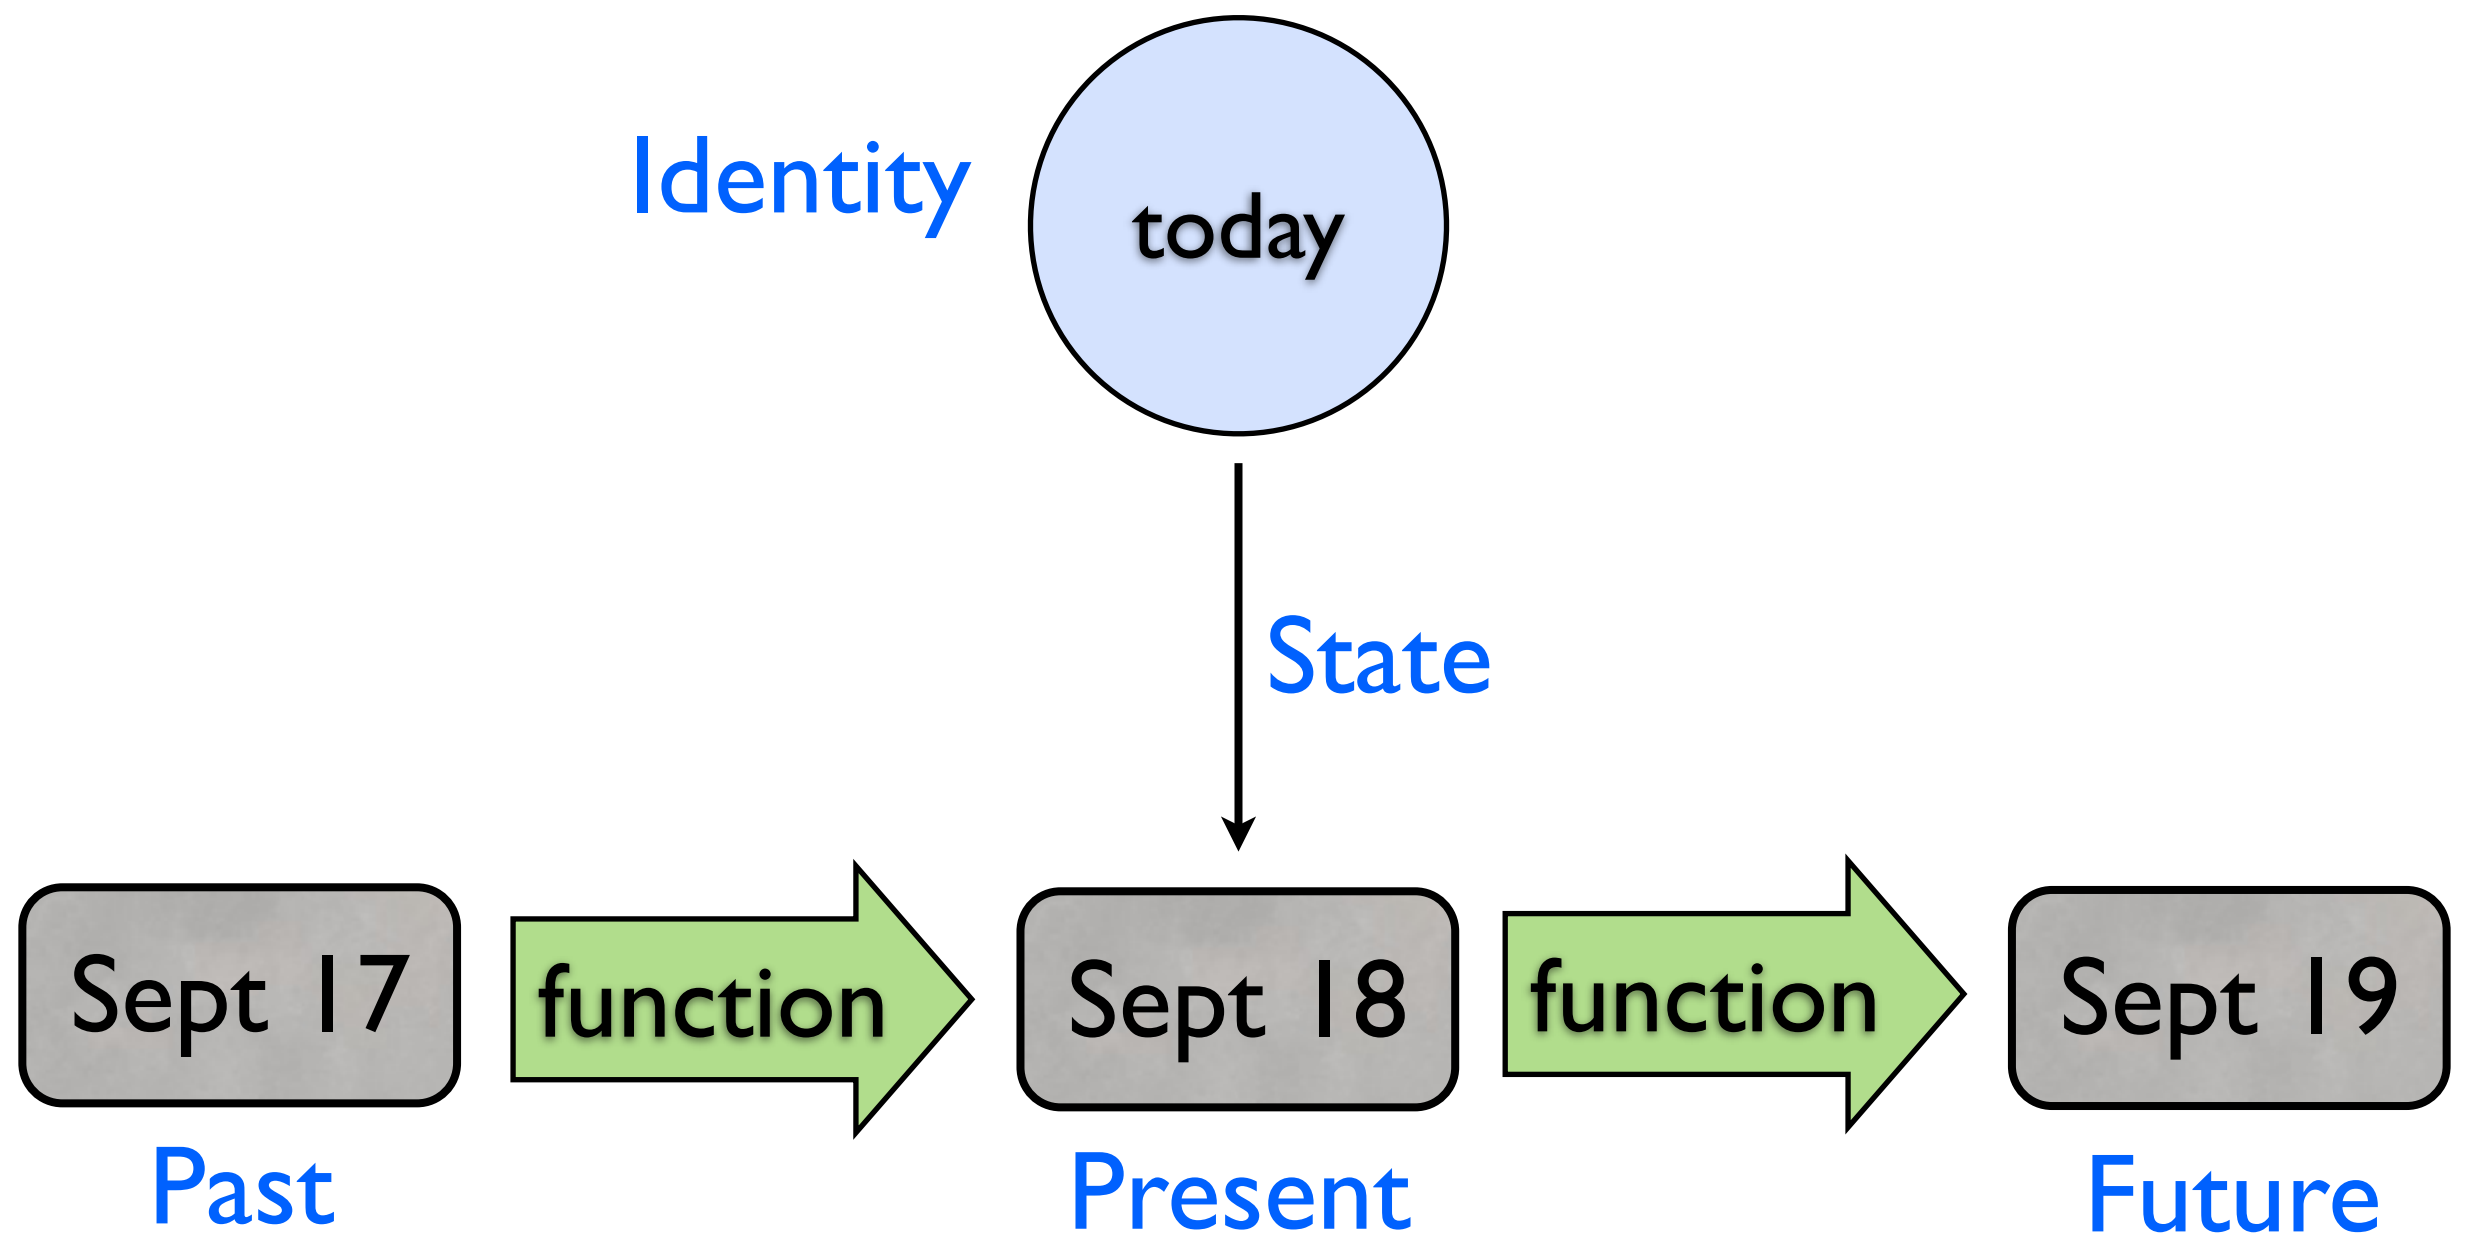 Identity
today
State
Sept 17
function
Sept 18
function
Sept 19
Past
Present
Future